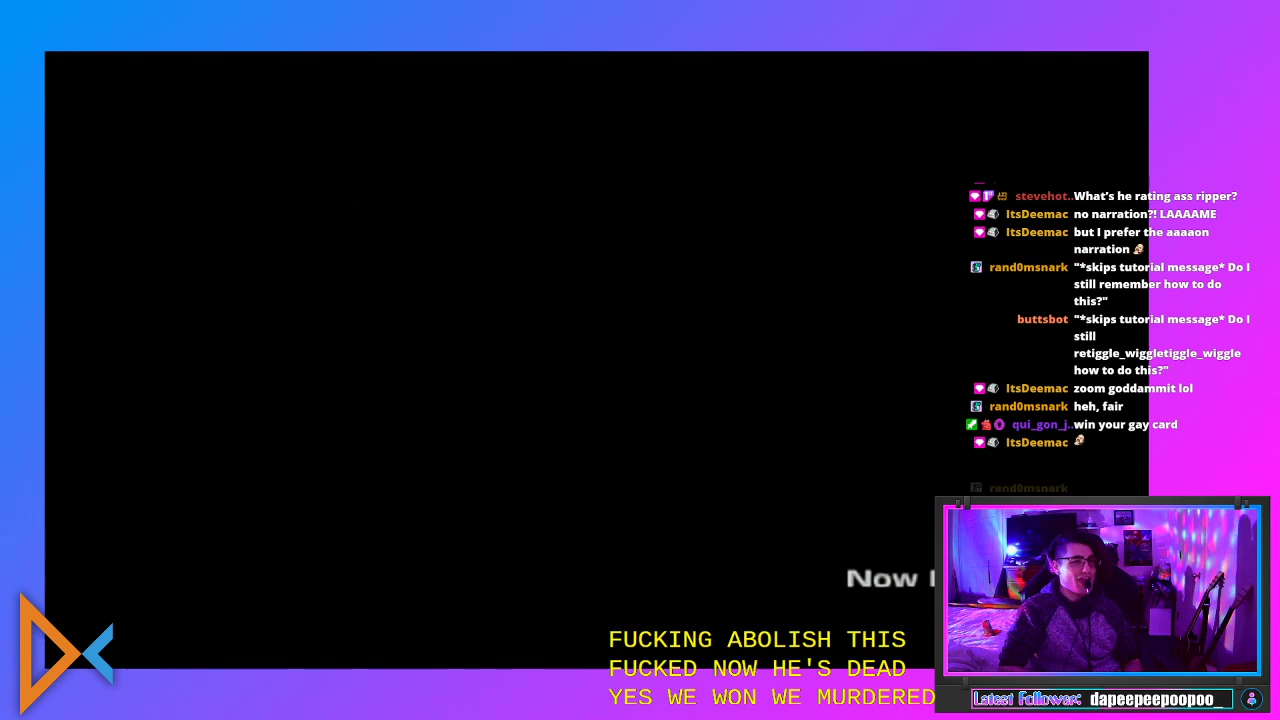 stevehot.. What's he rating ass ripper?
ItsDeemac no narration?! LAAAAME
ItsDeemac but I prefer the aaaaon
narration
rand0msnark "*skips tutorial message* Do I
still remember how to do
this?"
buttsbot "*skips tutorial message* Do I
still
retiggle_wiggletiggle_wiggle
how to do this?"
ItsDeemac zoom goddammit lol
rand0msnark heh, fair
qui_gon_j.. win your gay card
ItsDeemac
rand0msnark
Now
FUCKING ABOLISH THIS
FUCKED NOW HE'S DEAD
YES WE WON WE MURDERED
Latest Follower: dapeepeepoopoo_